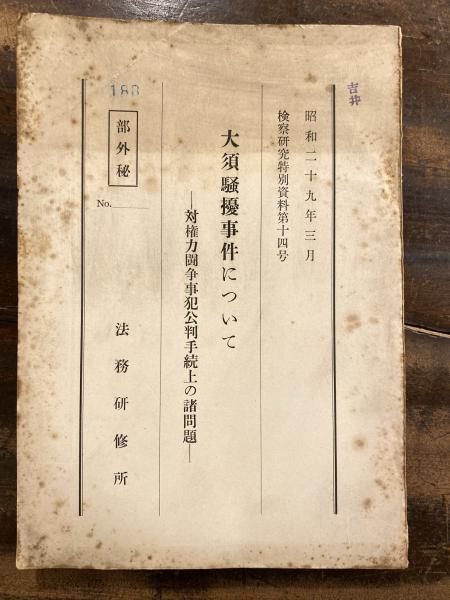 吉井
昭和二十九年三月
検察研究特別資料第十四号
大須騒擾事件について
―対権力闘争事犯公判手続上の諸問題―
188
部外秘
No.
法務研修所